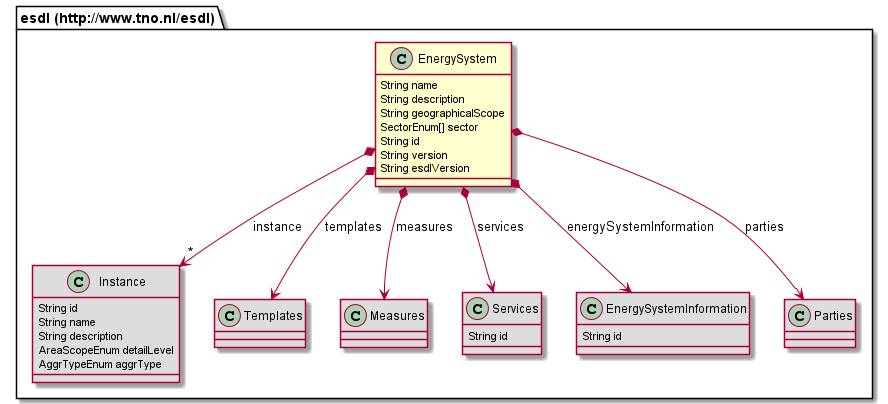 esdl (http://www.tno.nl/esdl)
C EnergySystem
String name
String description
String geographicalScope
SectorEnum[] sector
String id
String version
String esdlVersion
instance
templates
measures
services
energySystemInformation
parties
*
C Instance
String id
String name
String description
AreaScopeEnum detailLevel
AggrTypeEnum aggrType
C Templates
C Measures
C Services
String id
C EnergySystemInformation
String id
C Parties